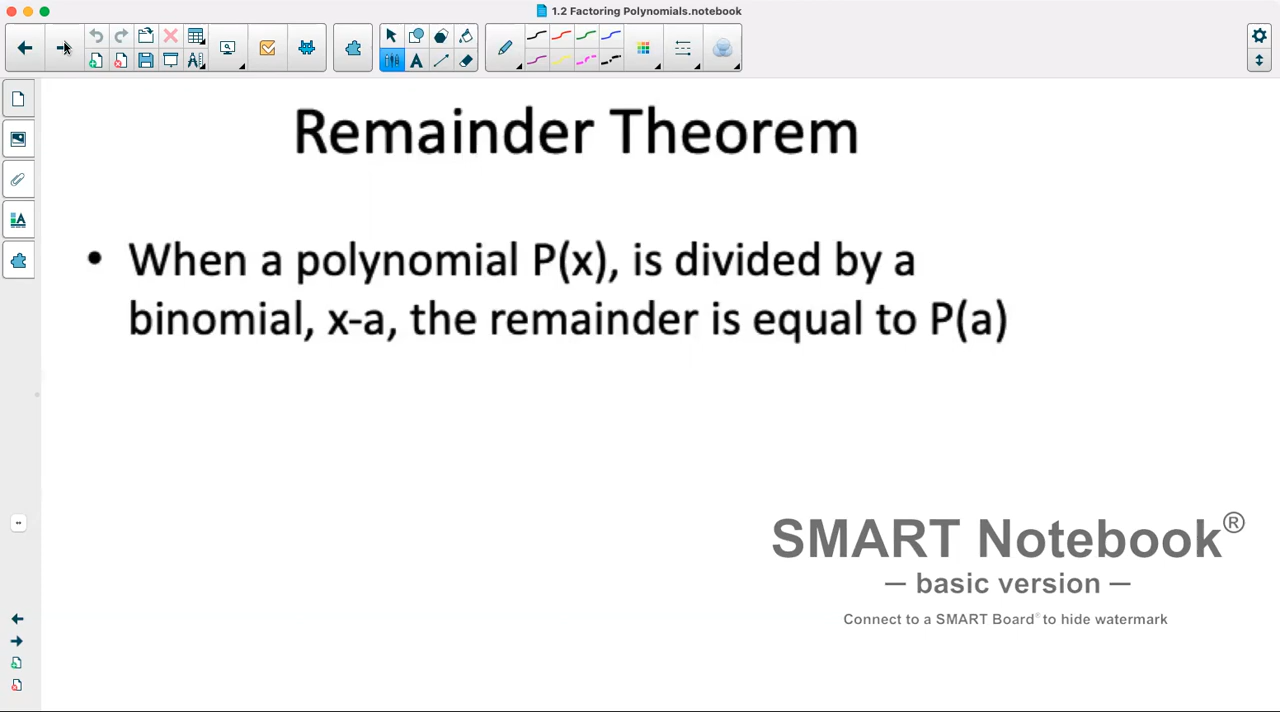 1.2 Factoring Polynomials.notebook
Remainder Theorem
• When a polynomial P(x), is divided by a
binomial, x-a, the remainder is equal to P(a)
SMART Notebook®
— basic version —
Connect to a SMART Board® to hide watermark